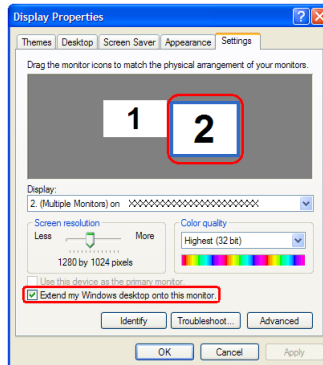 Display Properties
Themes Desktop Screen Saver Appearance Settings
Drag the monitor icons to match the physical arrangement of your monitors.
1 2
Display:
2. (Multiple Monitors) on XXXXXXXXXXXXXXXXXXXX
Screen resolution Color quality
Less More Highest (32 bit)
1280 by 1024 pixels
Use this device as the primary monitor.
Extend my Windows desktop onto this monitor.
Identify Troubleshoot... Advanced
OK Cancel Apply